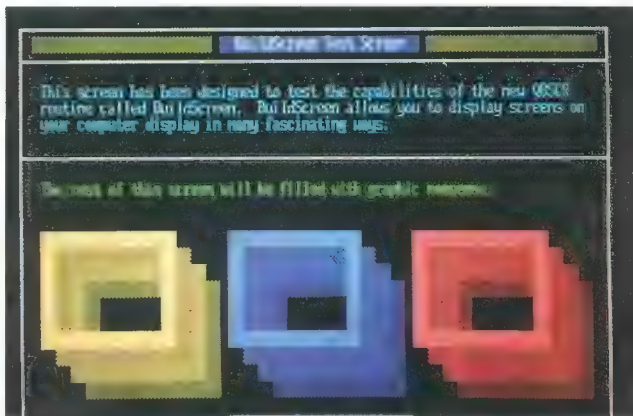 BuildScreen Test Screen
This screen has been designed to test the capabilities of the new QBSCR
routine called BuildScreen. BuildScreen allows you to display screens on
your computer display in many fascinating ways.
The rest of this screen will be filled with graphic nonsense.